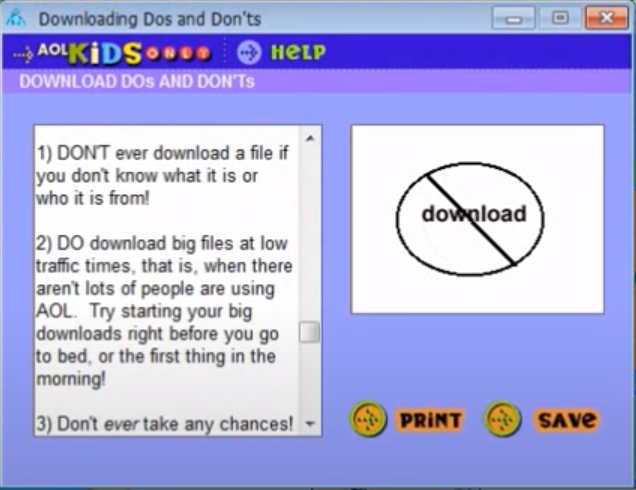 Downloading Dos and Don'ts
AOL KiDS ONLY HELP
DOWNLOAD DOs AND DON'Ts
1) DON'T ever download a file if
you don't know what it is or
who it is from!
2) DO download big files at low
traffic times, that is, when there
aren't lots of people are using
AOL.  Try starting your big
downloads right before you go
to bed, or the first thing in the
morning!
3) Don't ever take any chances!
download
PRINT SAVE